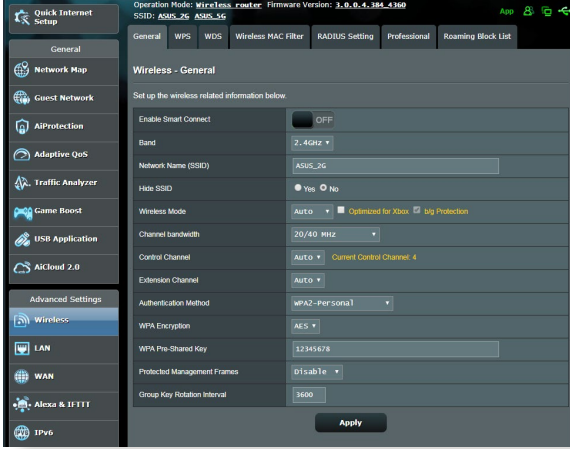 Quick Internet
Setup
Operation Mode: Wireless router Firmware Version: 3.0.0.4.384_4360
SSID: ASUS_2G ASUS_5G
App
General
Network Map
Guest Network
AiProtection
Adaptive QoS
Traffic Analyzer
Game Boost
USB Application
AiCloud 2.0
Advanced Settings
Wireless
LAN
WAN
Alexa & IFTTT
IPv6
General WPS WDS Wireless MAC Filter RADIUS Setting Professional Roaming Block List
Wireless - General
Set up the wireless related information below.
Enable Smart Connect OFF
Band 2.4GHz
Network Name (SSID) ASUS_2G
Hide SSID Yes No
Wireless Mode Auto Optimized for Xbox b/g Protection
Channel bandwidth 20/40 MHz
Control Channel Auto Current Control Channel: 4
Extension Channel Auto
Authentication Method WPA2-Personal
WPA Encryption AES
WPA Pre-Shared Key 12345678
Protected Management Frames Disable
Group Key Rotation Interval 3600
Apply